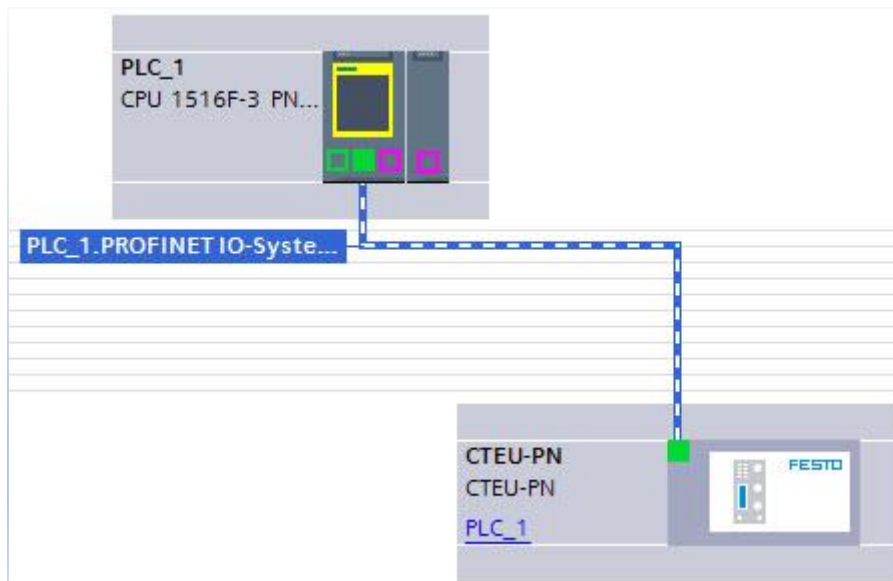 PLC_1
CPU 1516F-3 PN...
PLC_1.PROFINET IO-Syste...
CTEU-PN
CTEU-PN
PLC_1
FESTO